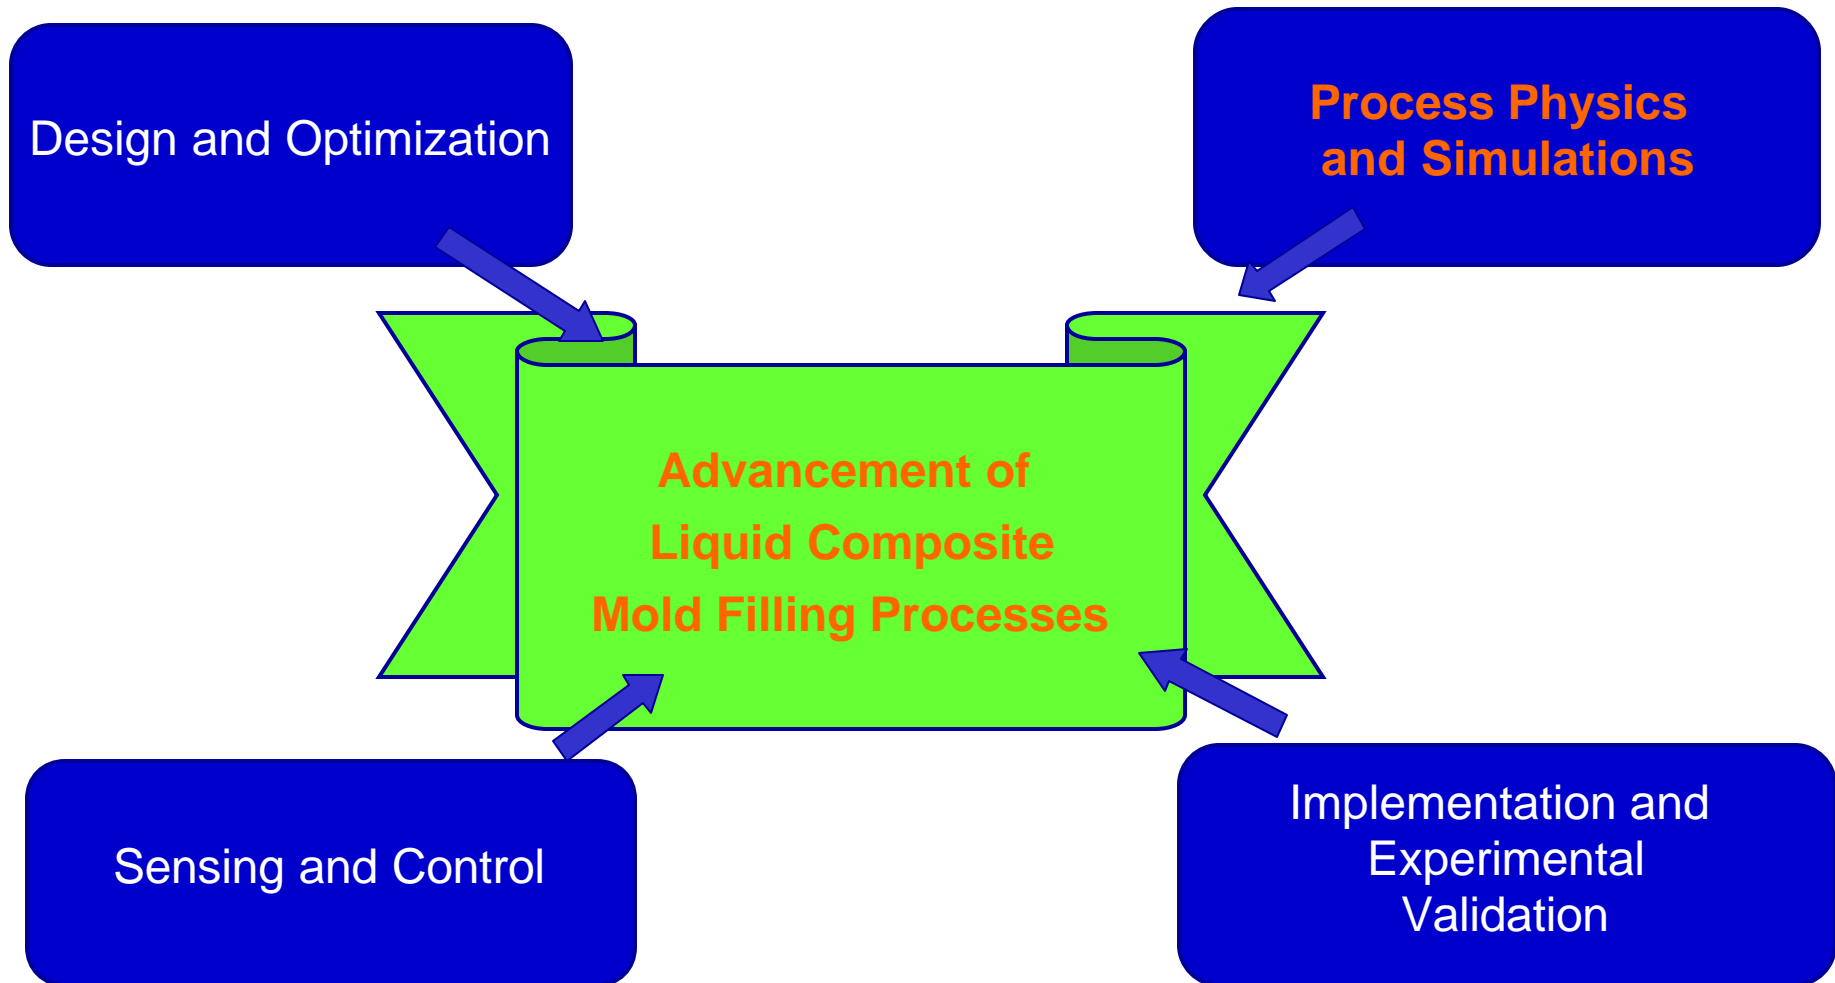 Design and Optimization
Process Physics
and Simulations
Advancement of
Liquid Composite
Mold Filling Processes
Sensing and Control
Implementation and
Experimental
Validation